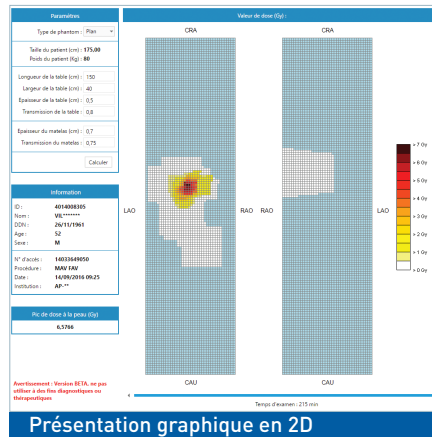 Paramètres
Type de phantom : Plan
Taille du patient (cm) : 175,00
Poids du patient (Kg) : 80
Longueur de la table (cm) : 150
Largeur de la table (cm) : 40
Epaisseur de la table (cm) : 0,5
Transmission de la table : 0,8
Epaisseur du matelas (cm) : 0,7
Transmission du matelas : 0,75
Calculer
Information
ID : 4014008305
Nom : VIL*******
DDN : 26/11/1961
Age : 52
Sexe : M
N° d'accès : 14033649050
Procédure : MAV FAV
Date : 14/09/2016 09:25
Institution : AP-**
Pic de dose à la peau (Gy)
6,5766
Avertissement : Version BETA, ne pas
utiliser à des fins diagnostiques ou
thérapeutiques
Valeur de dose (Gy) :
CRA CRA
LAO RAO RAO LAO
CAU CAU
> 7 Gy
> 6 Gy
> 5 Gy
> 4 Gy
> 3 Gy
> 2 Gy
> 1 Gy
> 0 Gy
Temps d'examen : 215 min
Présentation graphique en 2D